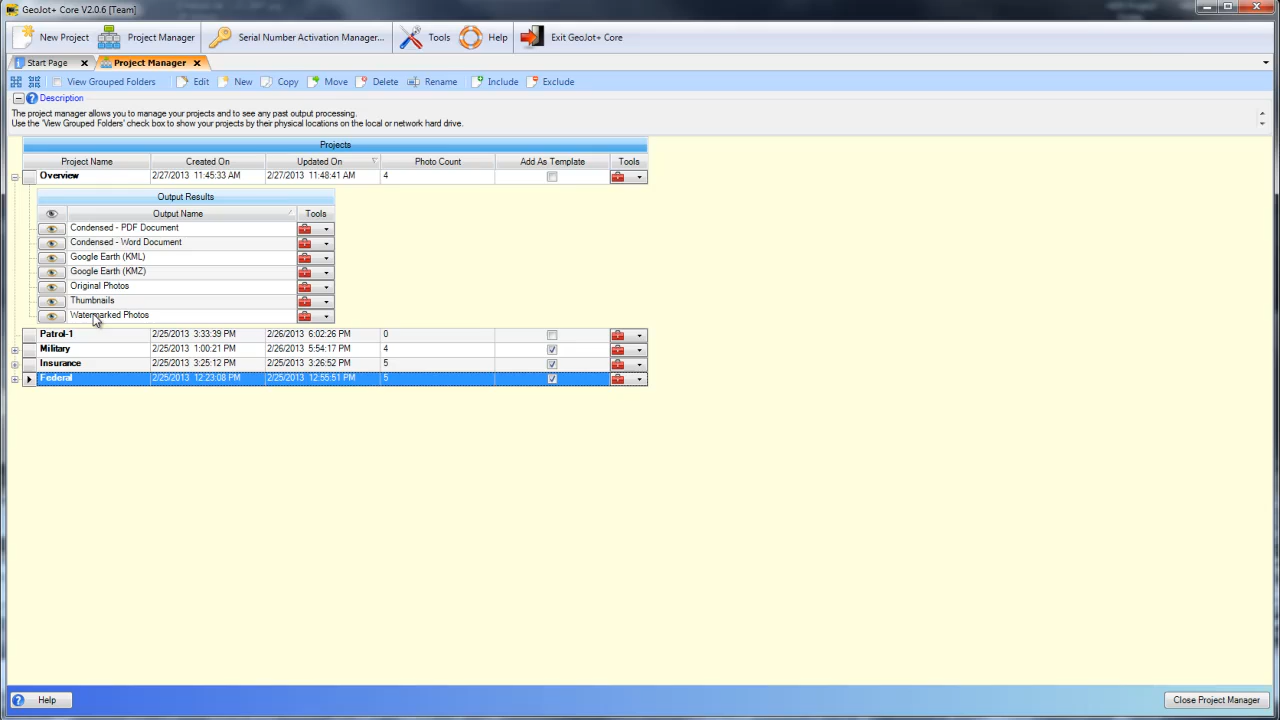 GeoJot+ Core V2.0.6 [Team]
New Project Project Manager Serial Number Activation Manager... Tools Help Exit GeoJot+ Core
Start Page Project Manager
View Grouped Folders Edit New Copy Move Delete Rename Include Exclude
Description
The project manager allows you to manage your projects and to see any past output processing.
Use the 'View Grouped Folders' check box to show your projects by their physical locations on the local or network hard drive.
Projects
Project Name Created On Updated On Photo Count Add As Template Tools
Overview 2/27/2013 11:45:33 AM 2/27/2013 11:48:41 AM 4
Output Results
Output Name Tools
Condensed - PDF Document
Condensed - Word Document
Google Earth (KML)
Google Earth (KMZ)
Original Photos
Thumbnails
Watermarked Photos
Patrol-1 2/25/2013 3:33:39 PM 2/26/2013 6:02:26 PM 0
Military 2/25/2013 1:00:21 PM 2/26/2013 5:54:17 PM 4
Insurance 2/25/2013 3:25:12 PM 2/26/2013 3:26:52 PM 5
Federal 2/25/2013 12:23:08 PM 2/25/2013 12:55:51 PM 5
Help Close Project Manager